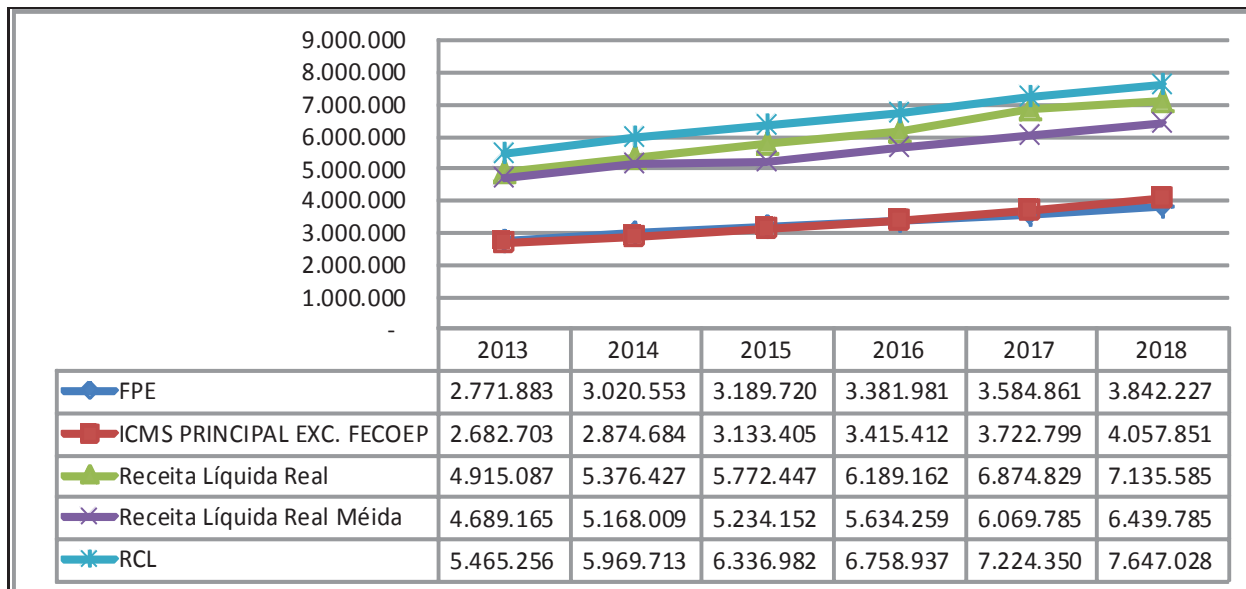 9.000.000
8.000.000
7.000.000
6.000.000
5.000.000
4.000.000
3.000.000
2.000.000
1.000.000
-
2013 2014 2015 2016 2017 2018
FPE 2.771.883 3.020.553 3.189.720 3.381.981 3.584.861 3.842.227
ICMS PRINCIPAL EXC. FECOEP 2.682.703 2.874.684 3.133.405 3.415.412 3.722.799 4.057.851
Receita Líquida Real 4.915.087 5.376.427 5.772.447 6.189.162 6.874.829 7.135.585
Receita Líquida Real Méida 4.689.165 5.168.009 5.234.152 5.634.259 6.069.785 6.439.785
RCL 5.465.256 5.969.713 6.336.982 6.758.937 7.224.350 7.647.028